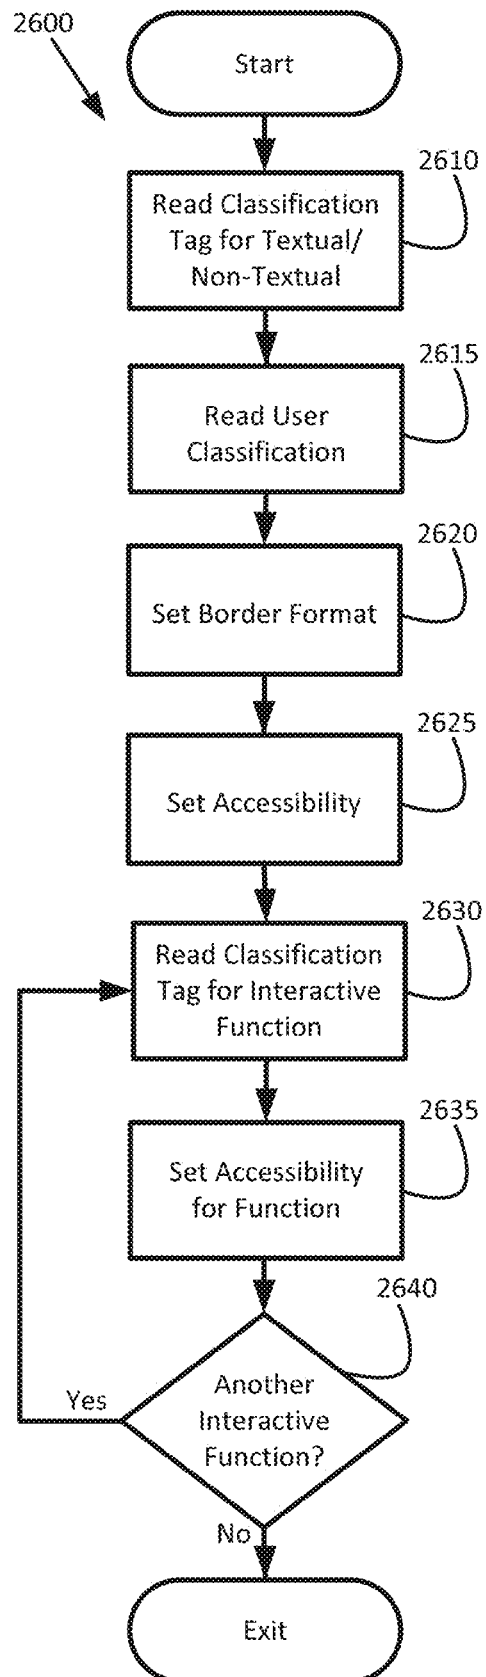 2600
Start
2610
Read Classification
Tag for Textual/
Non-Textual
2615
Read User
Classification
2620
Set Border Format
2625
Set Accessibility
2630
Read Classification
Tag for Interactive
Function
2635
Set Accessibility
for Function
2640
Another
Interactive
Function?
Yes
No
Exit